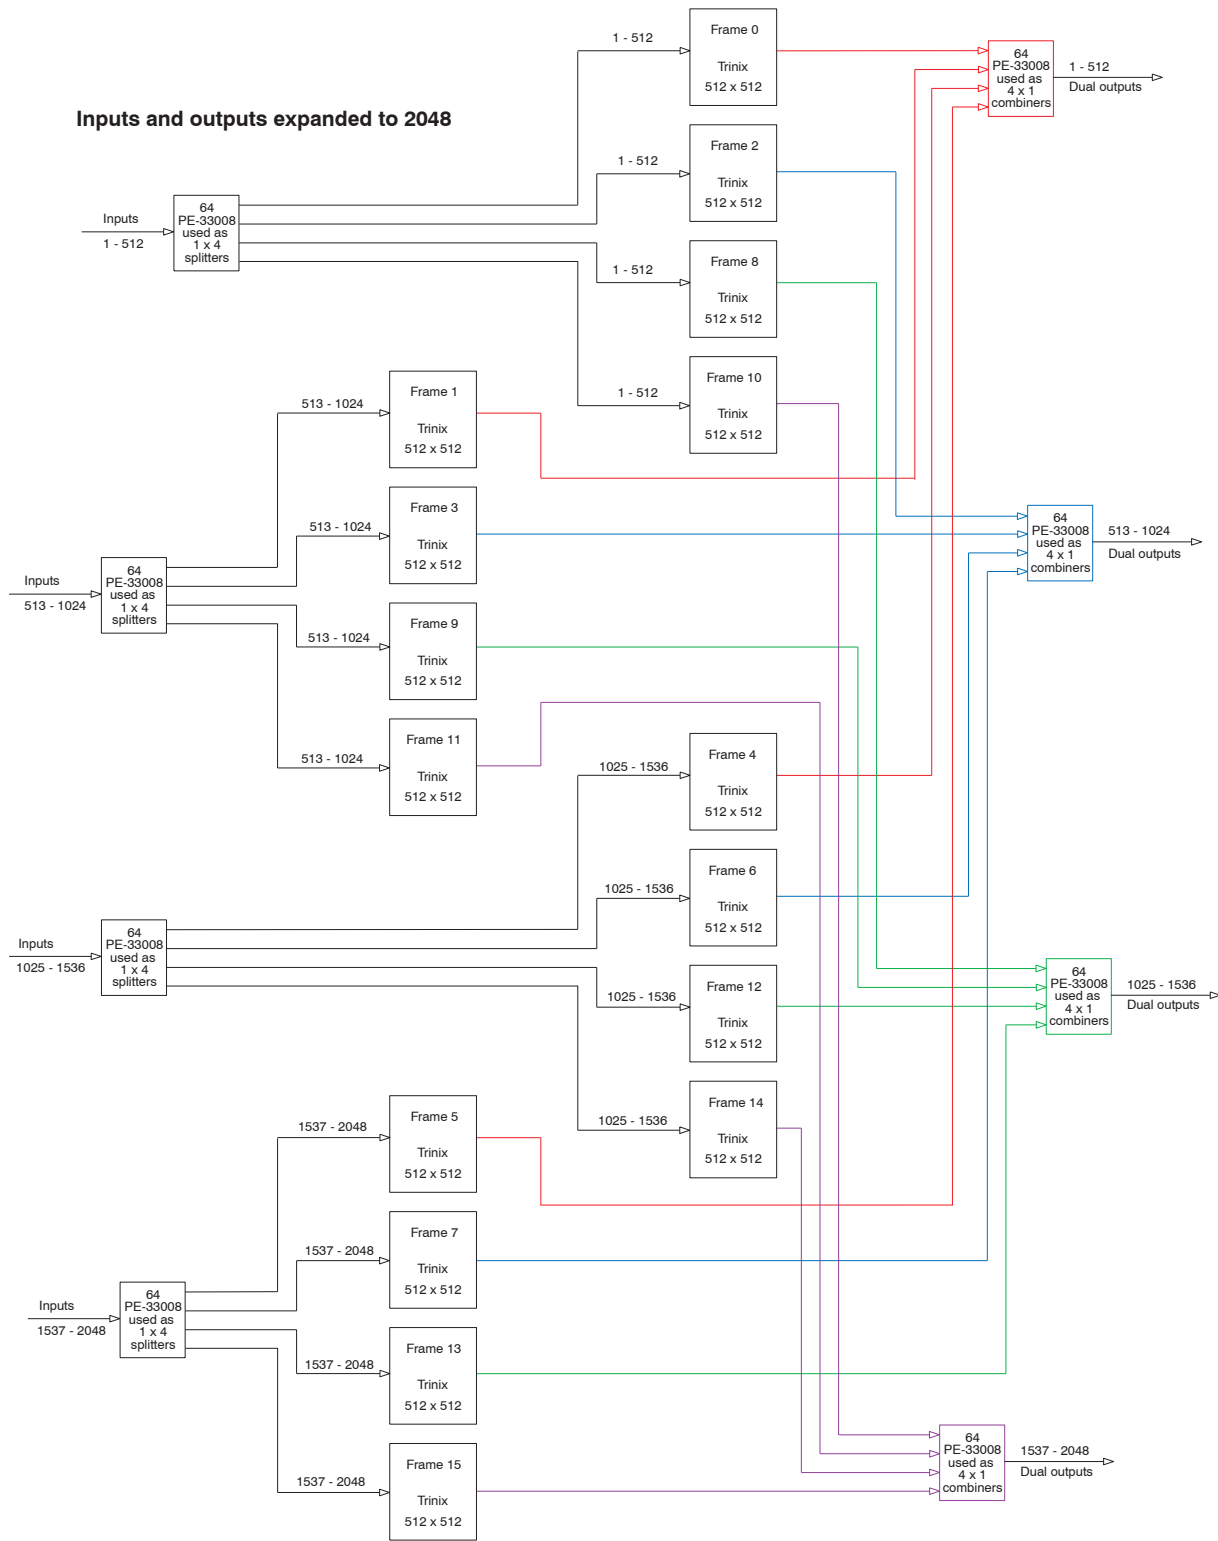 Inputs and outputs expanded to 2048
Inputs
1 - 512
64
PE-33008
used as
1 x 4
splitters
1 - 512
Frame 0
Trinix
512 x 512
1 - 512
Frame 2
Trinix
512 x 512
1 - 512
Frame 8
Trinix
512 x 512
1 - 512
Frame 10
Trinix
512 x 512
64
PE-33008
used as
4 x 1
combiners
1 - 512
Dual outputs
Inputs
513 - 1024
64
PE-33008
used as
1 x 4
splitters
513 - 1024
Frame 1
Trinix
512 x 512
513 - 1024
Frame 3
Trinix
512 x 512
513 - 1024
Frame 9
Trinix
512 x 512
513 - 1024
Frame 11
Trinix
512 x 512
64
PE-33008
used as
4 x 1
combiners
513 - 1024
Dual outputs
Inputs
1025 - 1536
64
PE-33008
used as
1 x 4
splitters
1025 - 1536
Frame 4
Trinix
512 x 512
1025 - 1536
Frame 6
Trinix
512 x 512
1025 - 1536
Frame 12
Trinix
512 x 512
1025 - 1536
Frame 14
Trinix
512 x 512
64
PE-33008
used as
4 x 1
combiners
1025 - 1536
Dual outputs
Inputs
1537 - 2048
64
PE-33008
used as
1 x 4
splitters
1537 - 2048
Frame 5
Trinix
512 x 512
1537 - 2048
Frame 7
Trinix
512 x 512
1537 - 2048
Frame 13
Trinix
512 x 512
1537 - 2048
Frame 15
Trinix
512 x 512
64
PE-33008
used as
4 x 1
combiners
1537 - 2048
Dual outputs